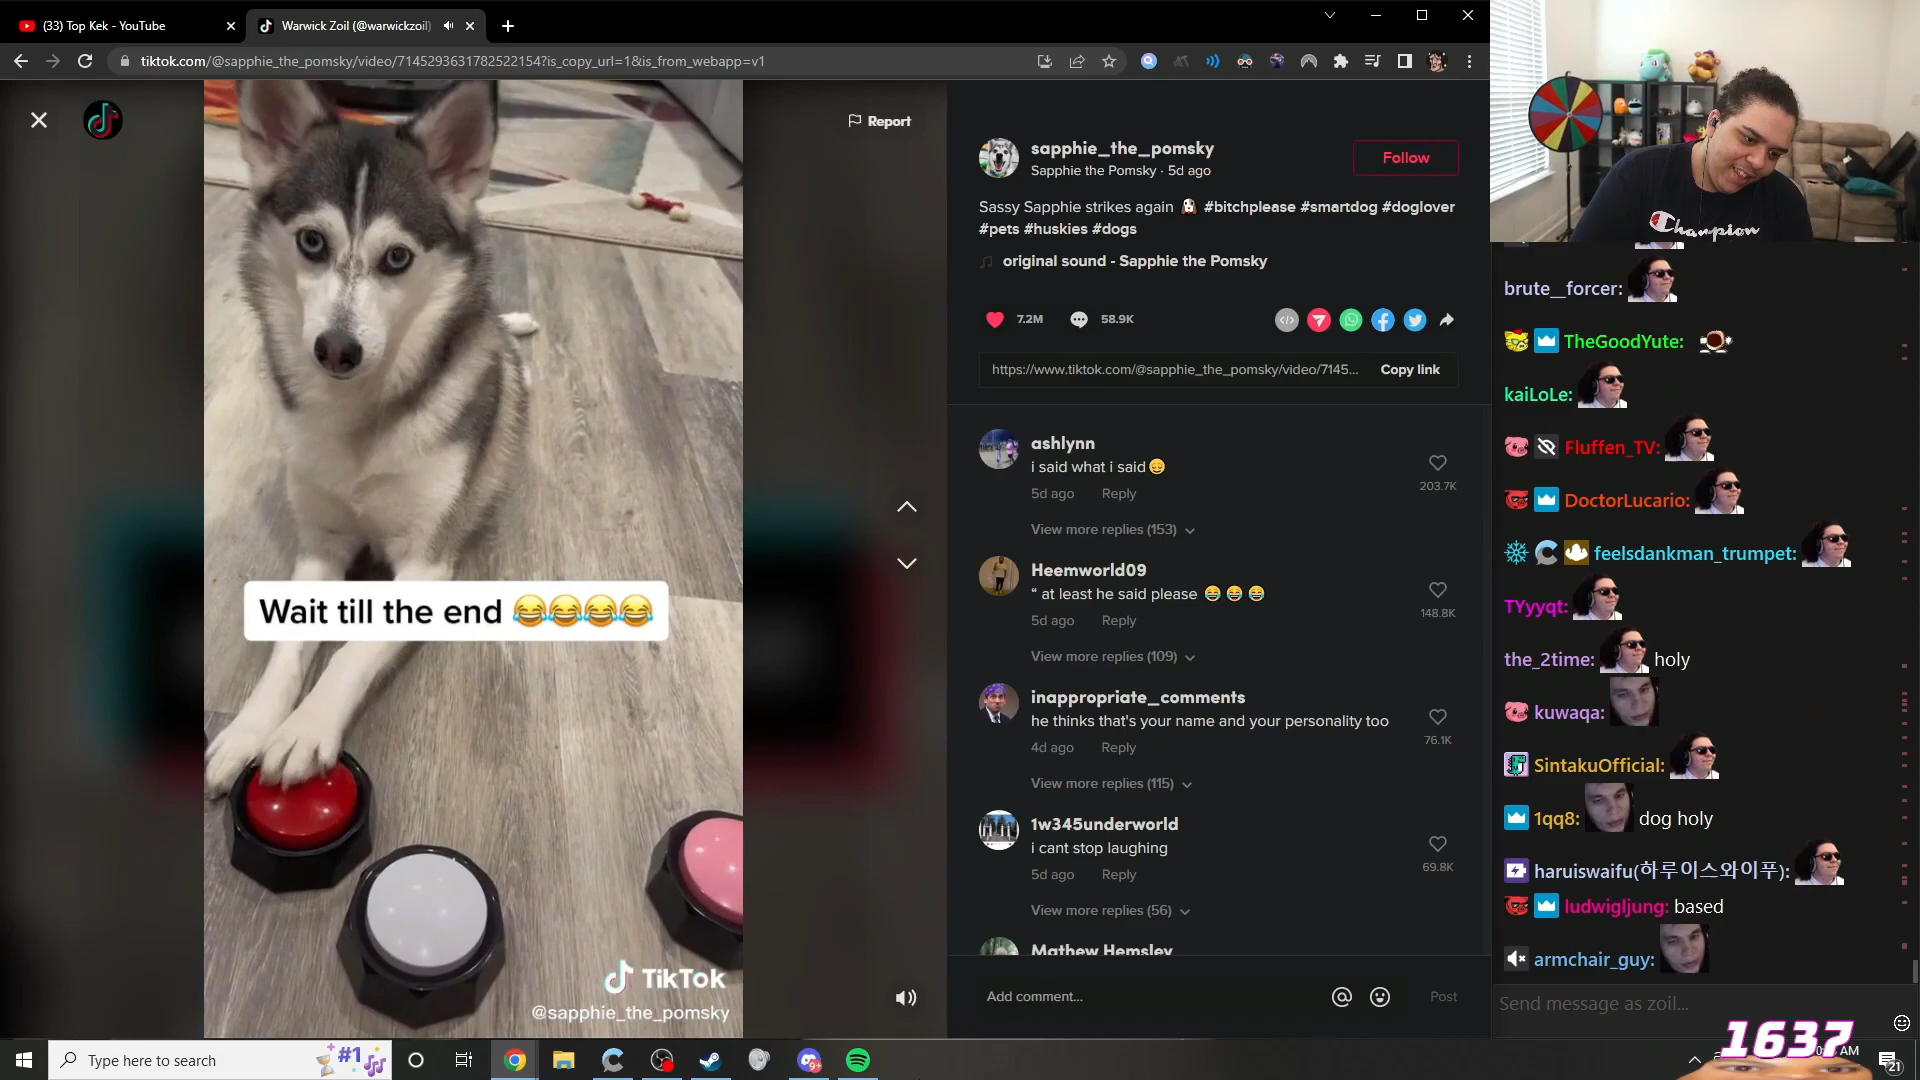 (33) Top Kek - YouTube
Warwick Zoil (@warwickzoil)
tiktok.com/@sapphie_the_pomsky/video/7145293631782522154?is_copy_url=1&is_from_webapp=v1
Report
Wait till the end 😂😂😂😂
TikTok
@sapphie_the_pomsky
sapphie_the_pomsky
Sapphie the Pomsky · 5d ago
Follow
Sassy Sapphie strikes again 🐶 #bitchplease #smartdog #doglover
#pets #huskies #dogs
original sound - Sapphie the Pomsky
7.2M
58.9K
https://www.tiktok.com/@sapphie_the_pomsky/video/7145...
Copy link
ashlynn
i said what i said😌
203.7K
5d ago Reply
View more replies (153)
Heemworld09
“ at least he said please 😂 😂 😂
148.8K
5d ago Reply
View more replies (109)
inappropriate_comments
he thinks that's your name and your personality too
76.1K
4d ago Reply
View more replies (115)
1w345underworld
i cant stop laughing
69.8K
5d ago Reply
View more replies (56)
Mathew Hemsley
Add comment...
Post
Champion
brute__forcer:
TheGoodYute:
kaiLoLe:
Fluffen_TV:
DoctorLucario:
feelsdankman_trumpet:
TYyyqt:
the_2time: holy
kuwaqa:
SintakuOfficial:
1qq8: dog holy
haruiswaifu(하루이스와이푸):
ludwigljung: based
armchair_guy:
Send message as zoil...
Type here to search
#1
9+
1637
AM
21